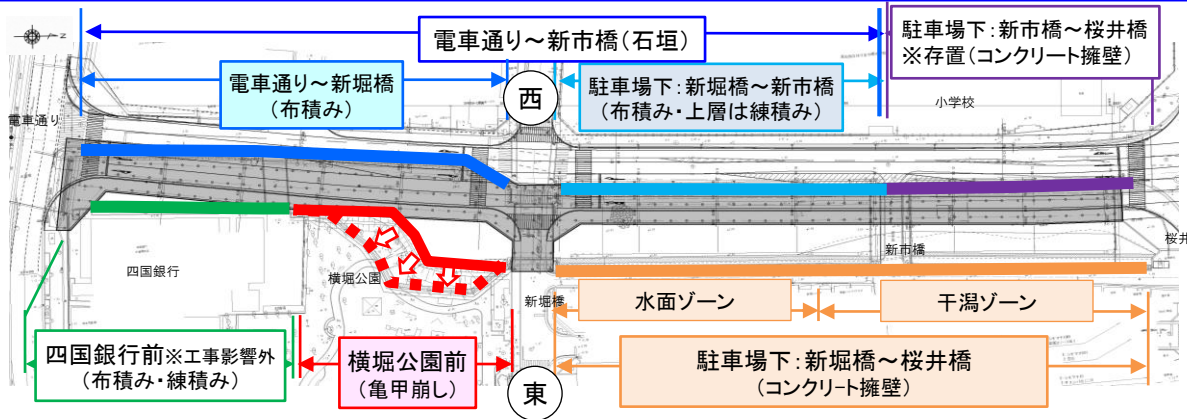 電車通り～新市橋(石垣)
駐車場下:新市橋～桜井橋
※存置(コンクリート擁壁)
電車通り～新堀橋
(布積み)
西
駐車場下:新堀橋～新市橋
(布積み・上層は練積み)
小学校
電車通り
四国銀行
横堀公園
新堀橋
新市橋
桜井
水面ゾーン
干潟ゾーン
四国銀行前※工事影響外
(布積み・練積み)
横堀公園前
(亀甲崩し)
東
駐車場下:新堀橋～桜井橋
(コンクリート擁壁)